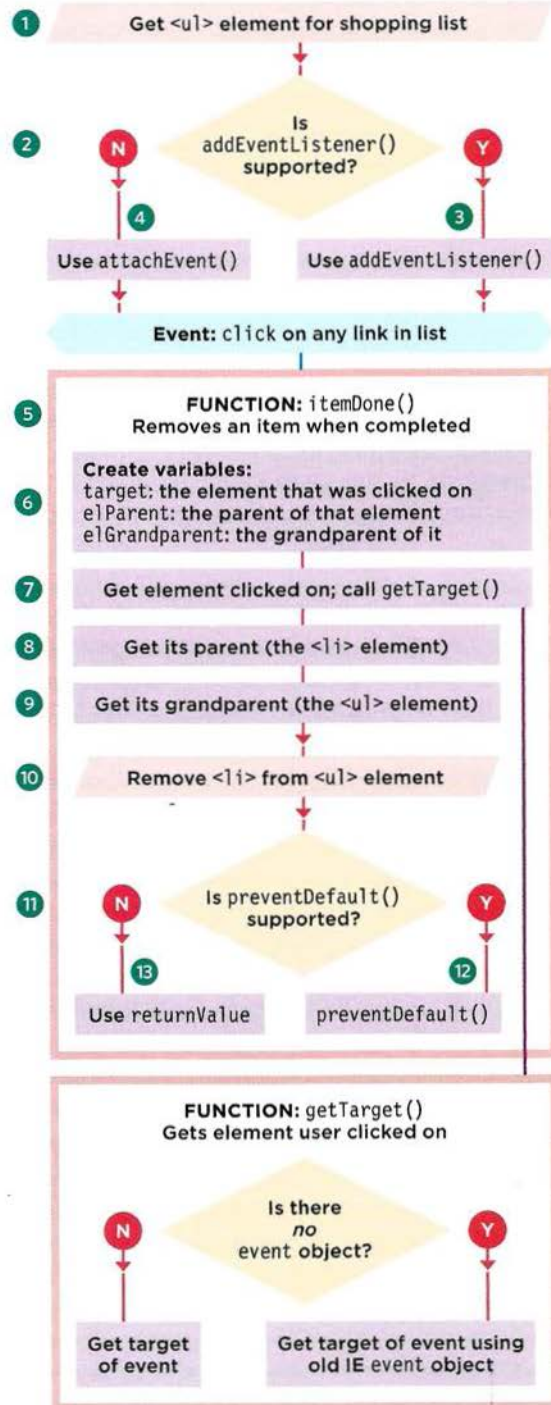 1 Get <ul> element for shopping list
2 Is
addEventListener()
supported?
N Y
4 3
Use attachEvent() Use addEventListener()
Event: click on any link in list
5 FUNCTION: itemDone()
Removes an item when completed
6 Create variables:
target: the element that was clicked on
elParent: the parent of that element
elGrandparent: the grandparent of it
7 Get element clicked on; call getTarget()
8 Get its parent (the <li> element)
9 Get its grandparent (the <ul> element)
10 Remove <li> from <ul> element
11 N Is preventDefault() Y
supported?
13 12
Use returnValue preventDefault()
FUNCTION: getTarget()
Gets element user clicked on
Is there
N no Y
event object?
Get target Get target of event using
of event old IE event object